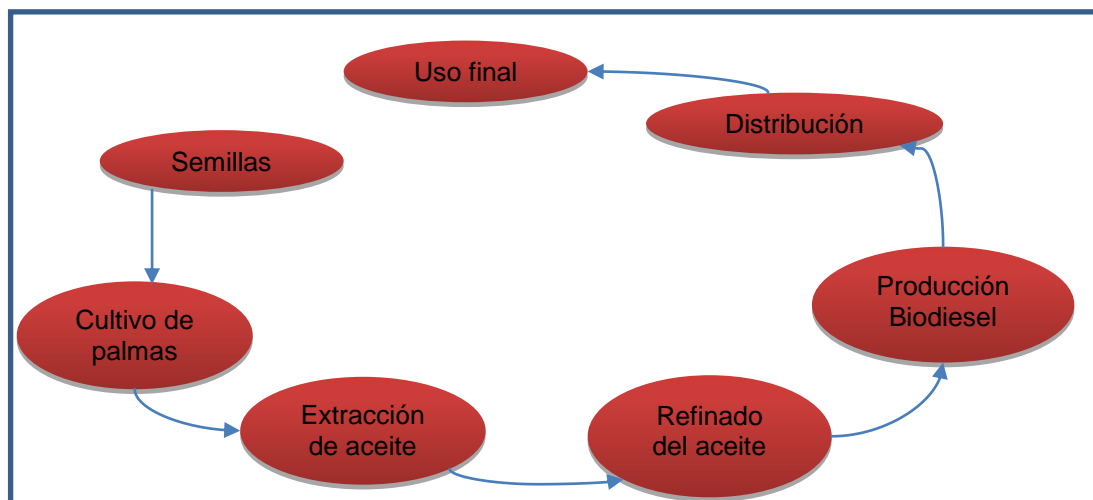 Uso final
Distribución
Semillas
Producción
Biodiesel
Cultivo de
palmas
Extracción
de aceite
Refinado
del aceite